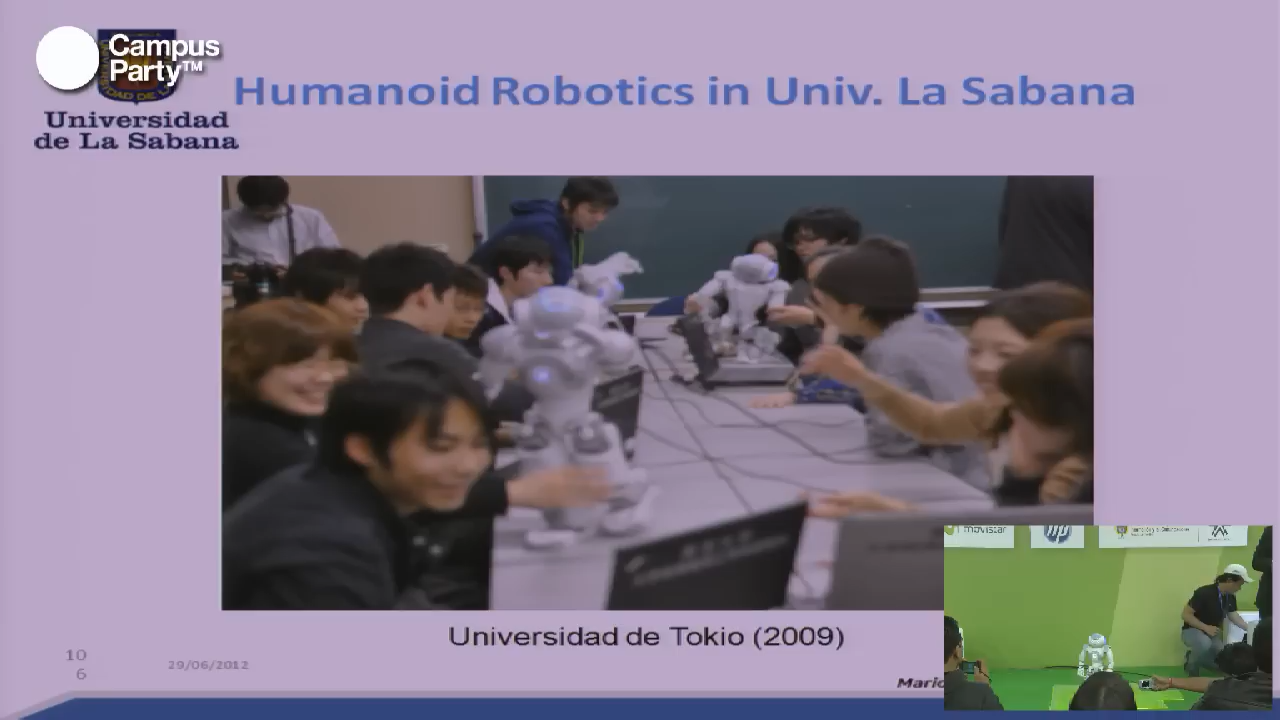 Campus
Party™
Universidad
de La Sabana
Humanoid Robotics in Univ. La Sabana
Universidad de Tokio (2009)
10
6
29/06/2012
Mario
movistar
hp